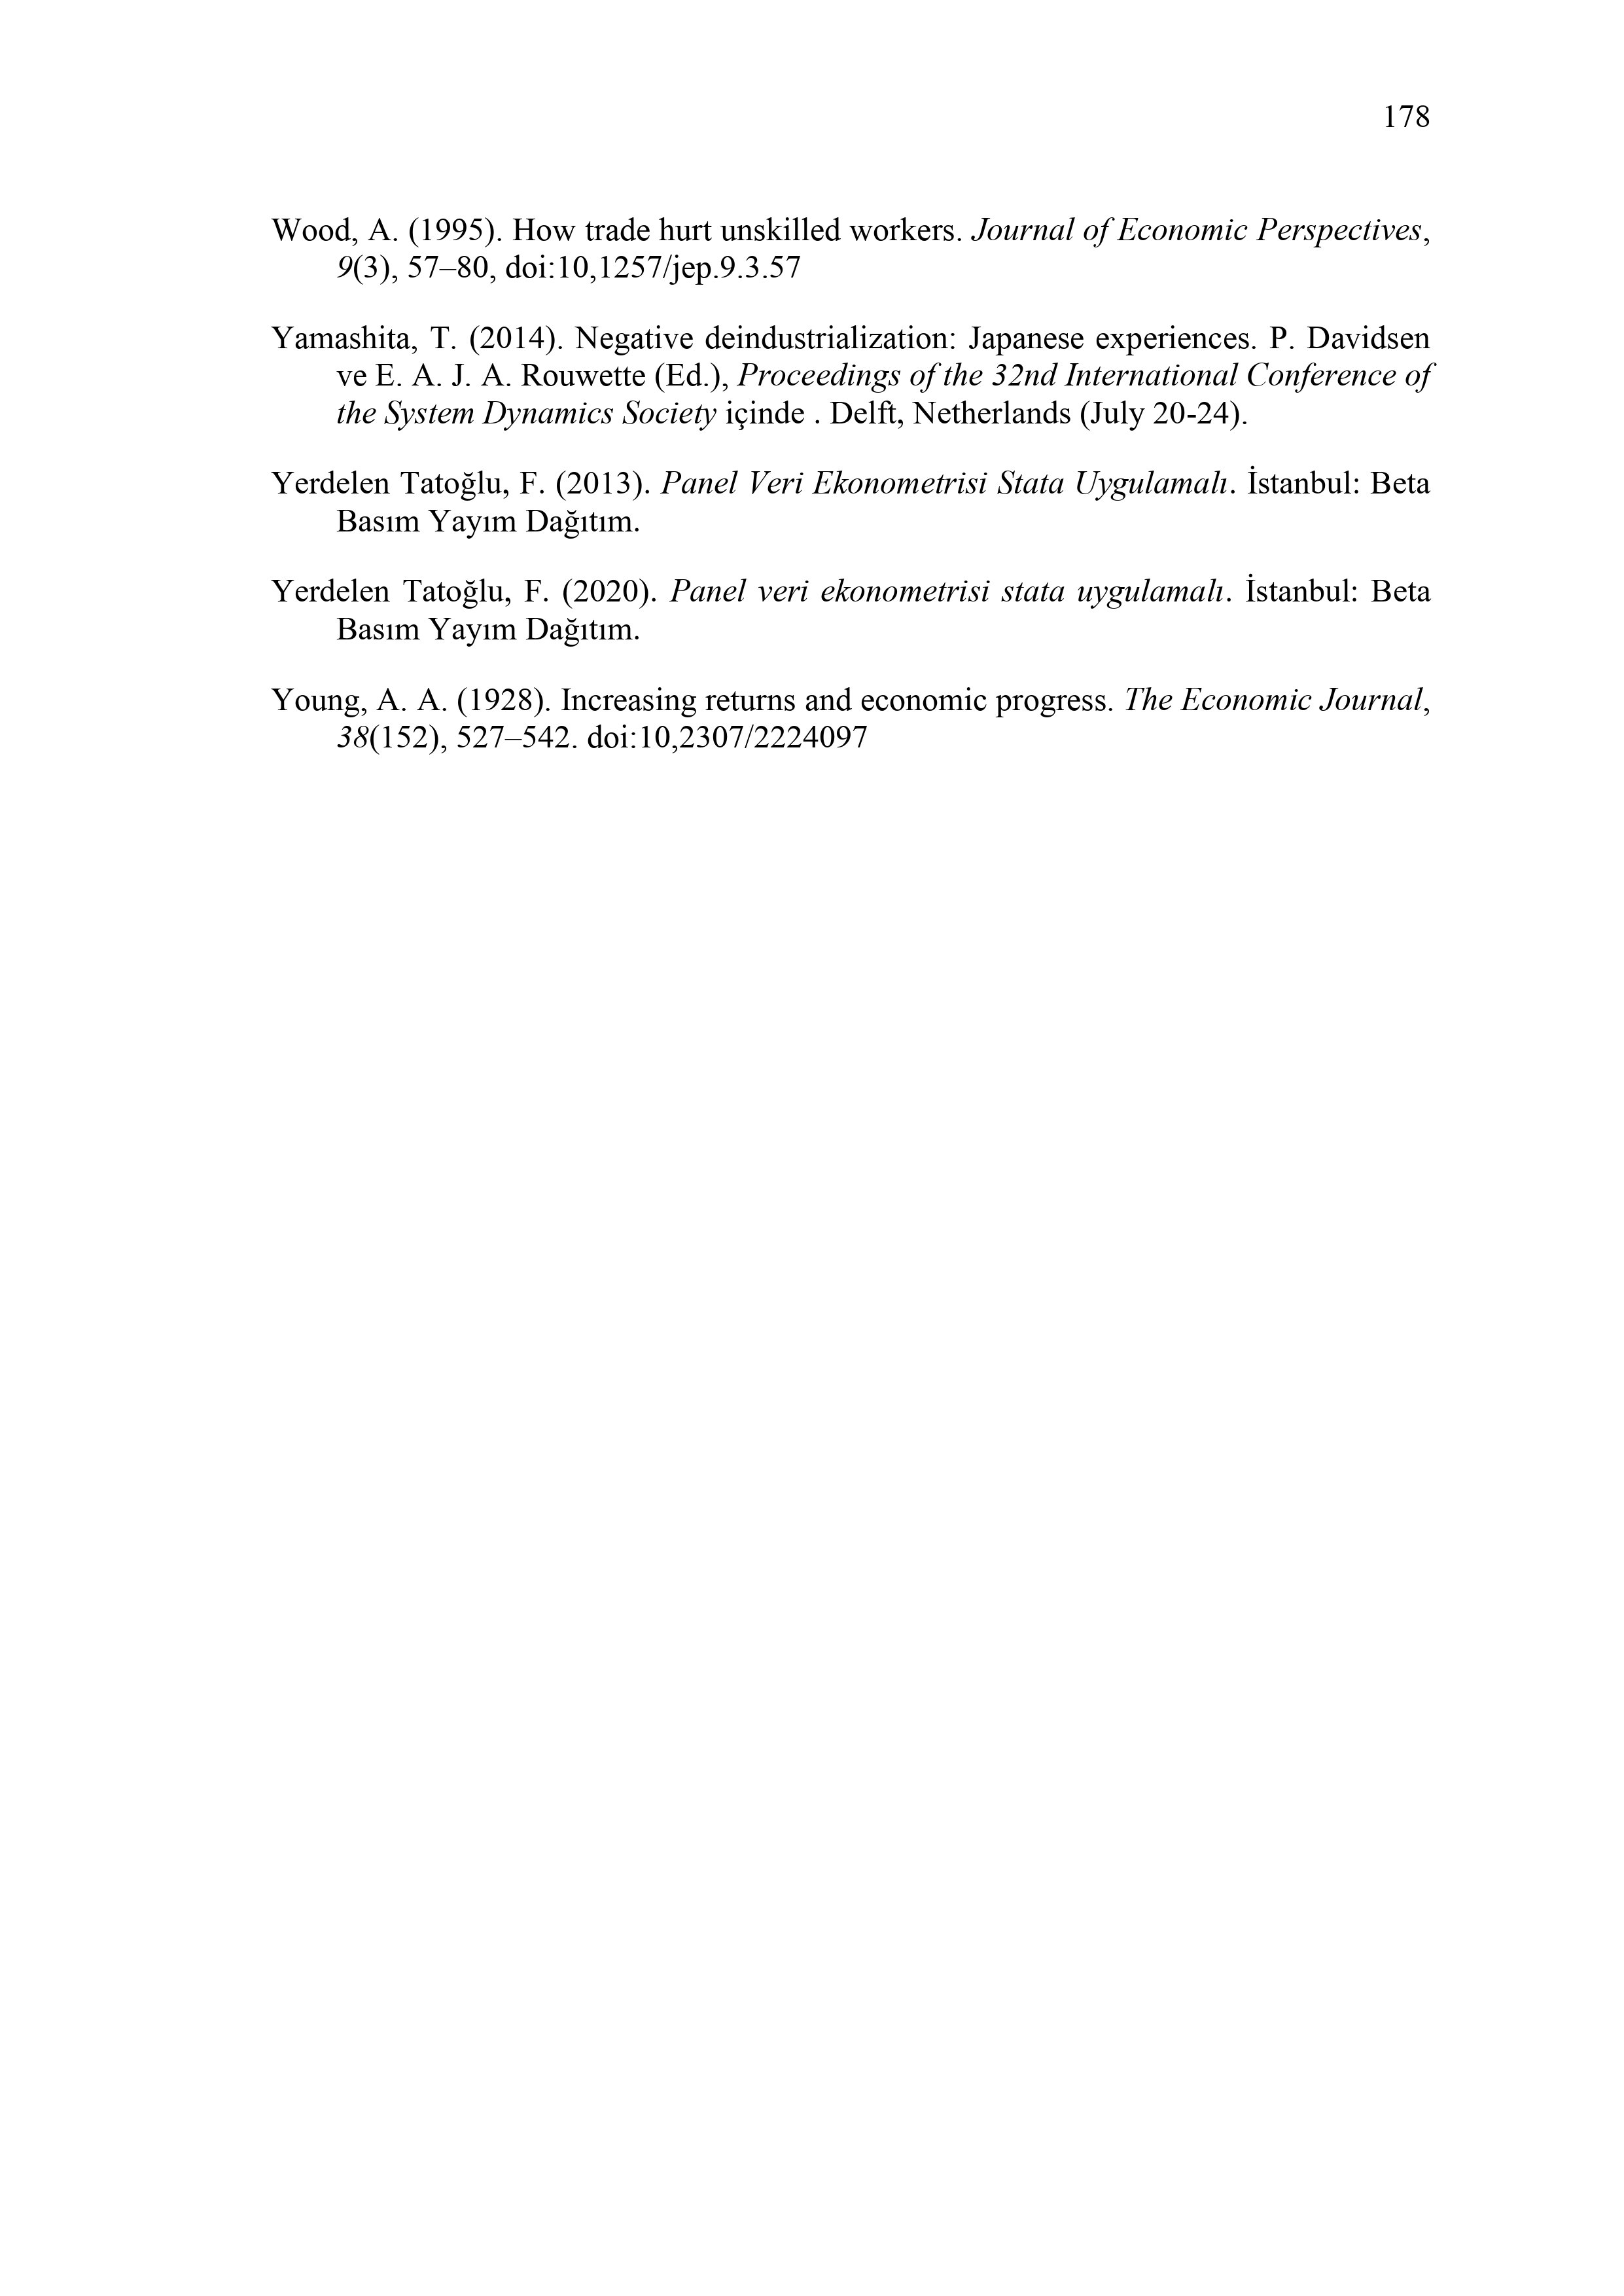 178
Wood, A. (1995). How trade hurt unskilled workers. Journal of Economic Perspectives,
9(3), 57–80, doi:10,1257/jep.9.3.57
Yamashita, T. (2014). Negative deindustrialization: Japanese experiences. P. Davidsen
ve E. A. J. A. Rouwette (Ed.), Proceedings of the 32nd International Conference of
the System Dynamics Society içinde . Delft, Netherlands (July 20-24).
Yerdelen Tatoğlu, F. (2013). Panel Veri Ekonometrisi Stata Uygulamalı. İstanbul: Beta
Basım Yayım Dağıtım.
Yerdelen Tatoğlu, F. (2020). Panel veri ekonometrisi stata uygulamalı. İstanbul: Beta
Basım Yayım Dağıtım.
Young, A. A. (1928). Increasing returns and economic progress. The Economic Journal,
38(152), 527–542. doi:10,2307/2224097